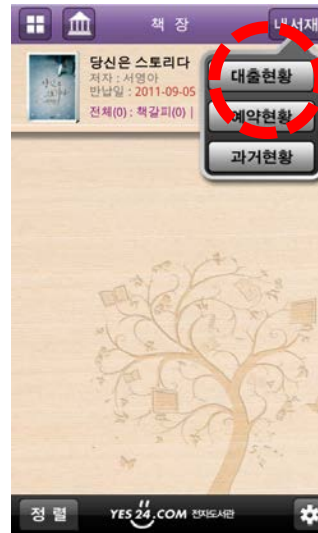 책 장
내서재
당신은 스토리다
저자 : 서영아
반납일 : 2011-09-05
전체(0) : 책갈피(0) |
대출현황
예약현황
과거현황
정 렬
YES24.COM 전자도서관